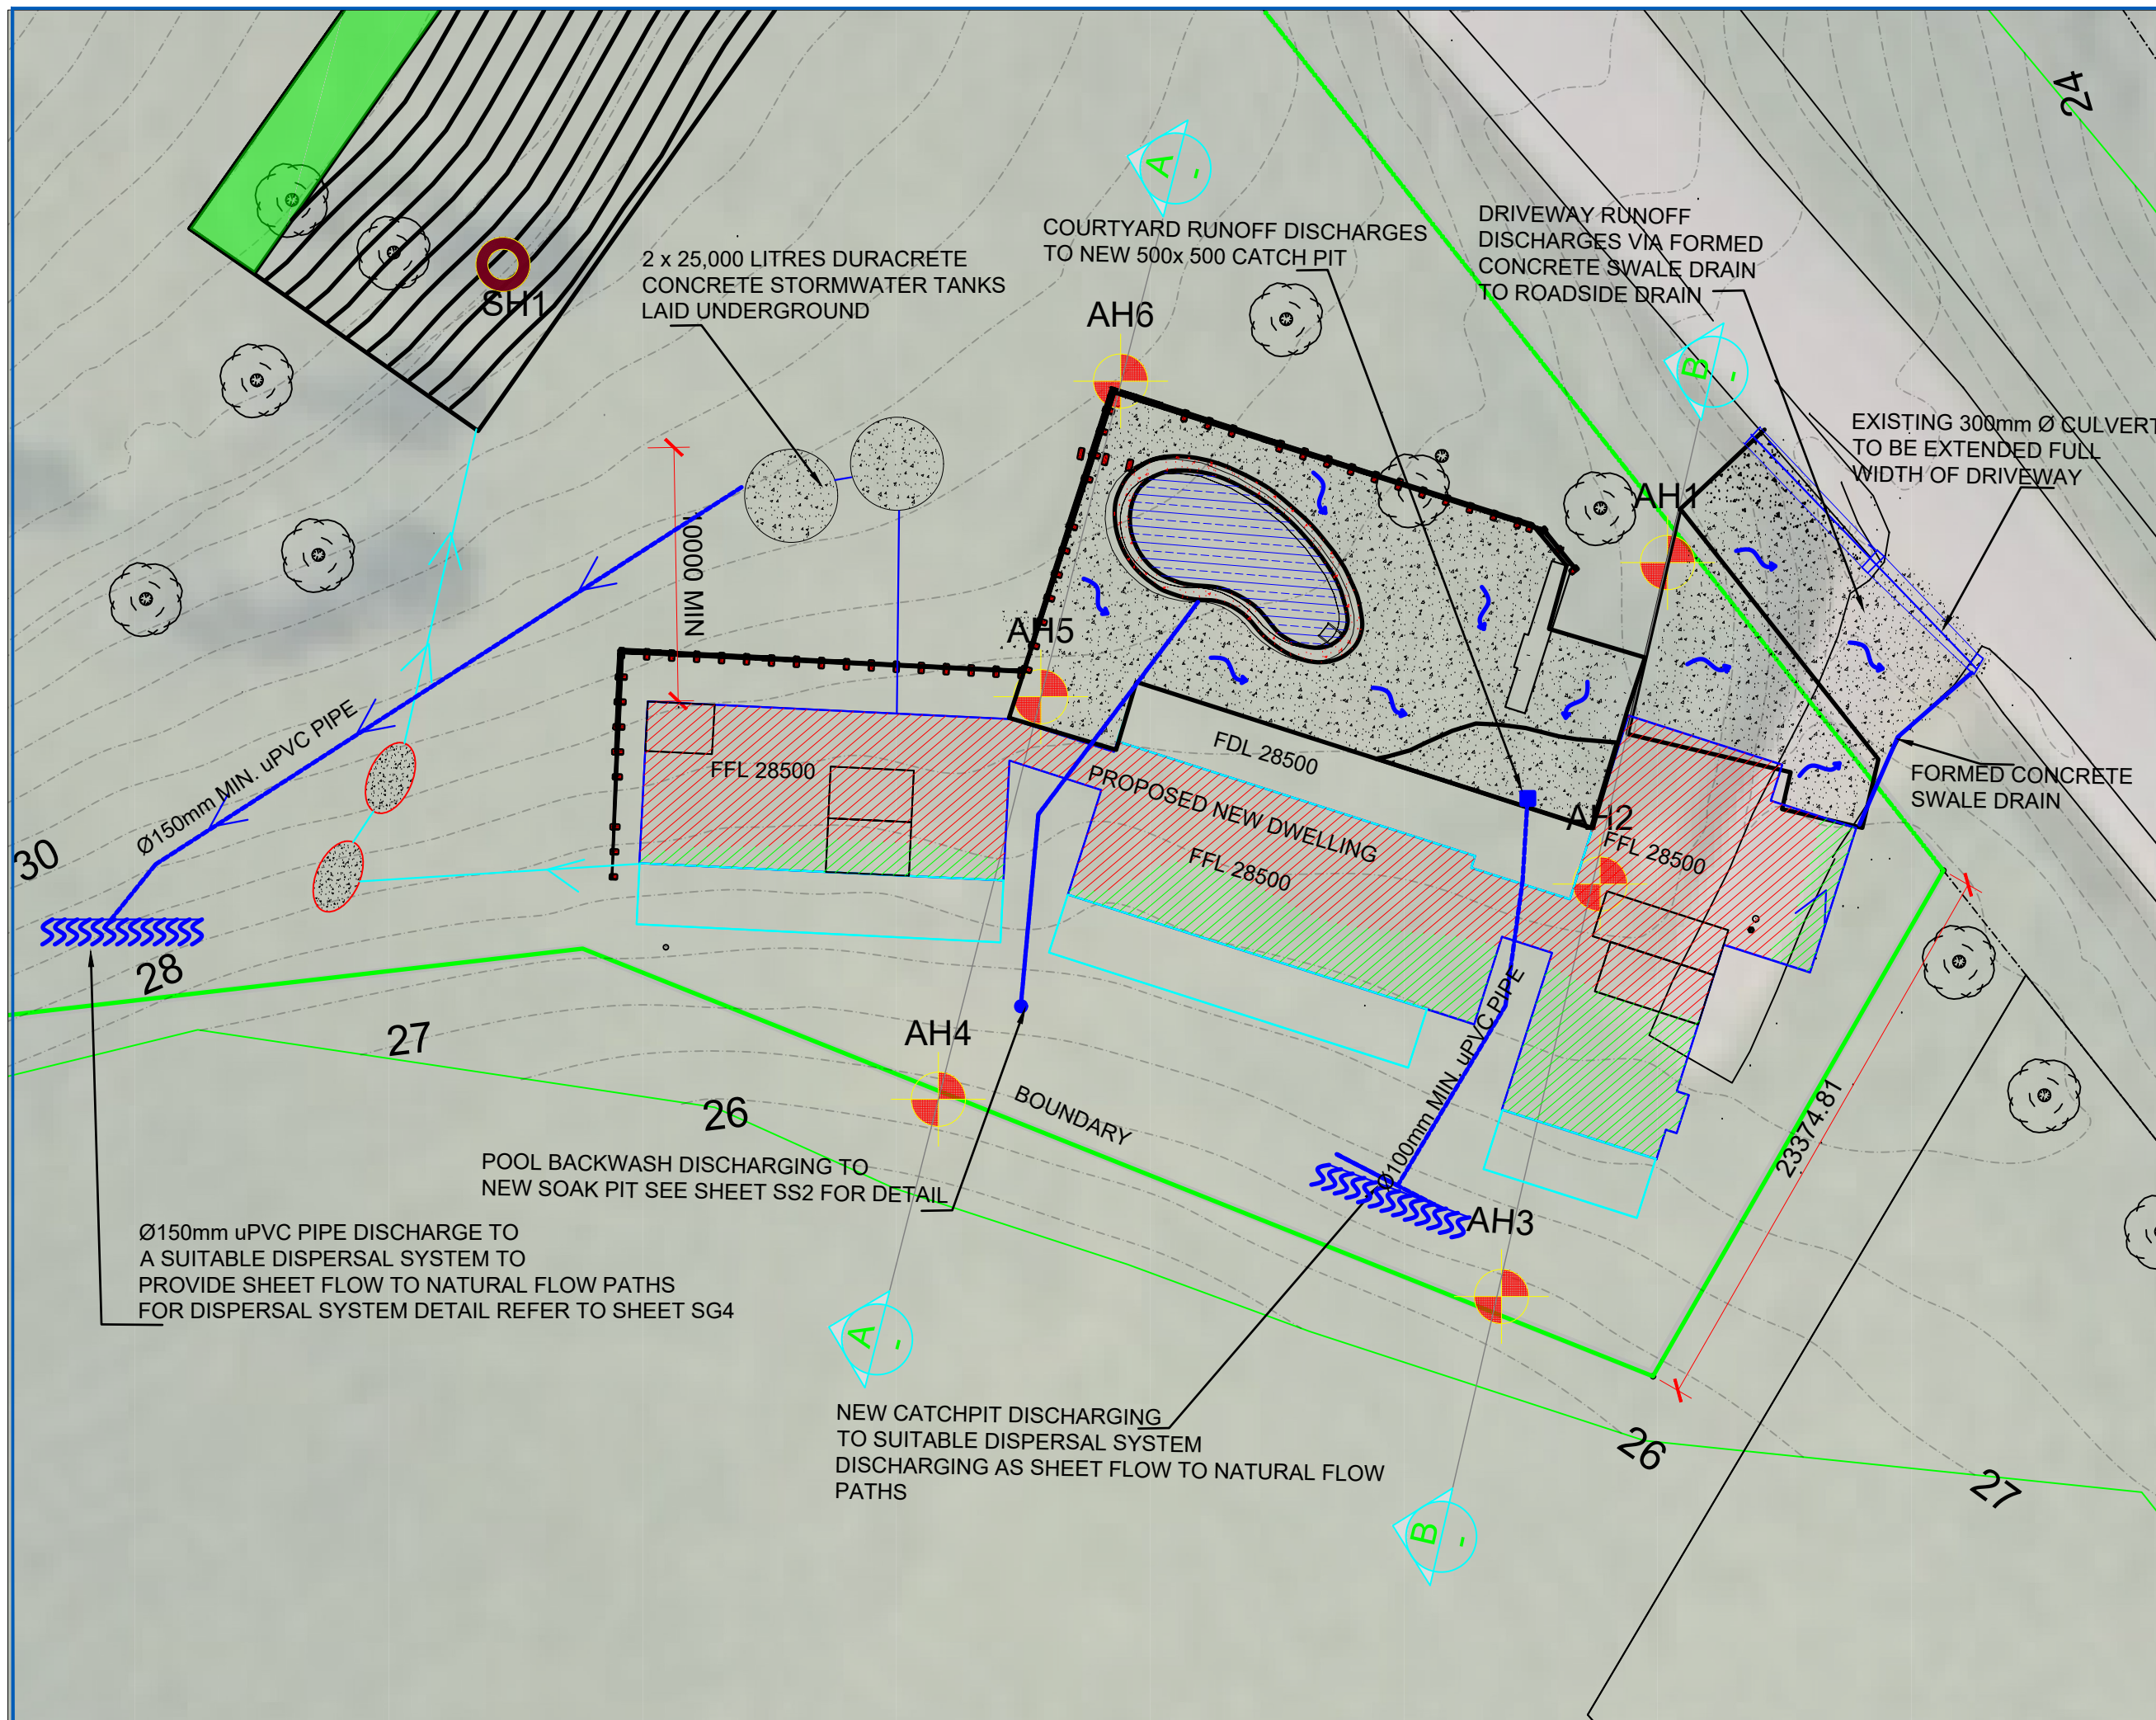 24
A
-
COURTYARD RUNOFF DISCHARGES
TO NEW 500x 500 CATCH PIT
DRIVEWAY RUNOFF
DISCHARGES VIA FORMED
CONCRETE SWALE DRAIN
TO ROADSIDE DRAIN
2 x 25,000 LITRES DURACRETE
CONCRETE STORMWATER TANKS
LAID UNDERGROUND
SH1
AH6
B
-
EXISTING 300mm Ø CULVERT
TO BE EXTENDED FULL
WIDTH OF DRIVEWAY
AH1
10000 MIN
AH5
Ø150mm MIN. uPVC PIPE
FFL 28500
FDL 28500
PROPOSED NEW DWELLING
FFL 28500
AH2
FFL 28500
FORMED CONCRETE
SWALE DRAIN
30
28
27
26
AH4
BOUNDARY
Ø100mm MIN. uPVC PIPE
23374.81
POOL BACKWASH DISCHARGING TO
NEW SOAK PIT SEE SHEET SS2 FOR DETAIL
AH3
Ø150mm uPVC PIPE DISCHARGE TO
A SUITABLE DISPERSAL SYSTEM TO
PROVIDE SHEET FLOW TO NATURAL FLOW PATHS
FOR DISPERSAL SYSTEM DETAIL REFER TO SHEET SG4
A
-
NEW CATCHPIT DISCHARGING
TO SUITABLE DISPERSAL SYSTEM
DISCHARGING AS SHEET FLOW TO NATURAL FLOW
PATHS
26
27
B
-